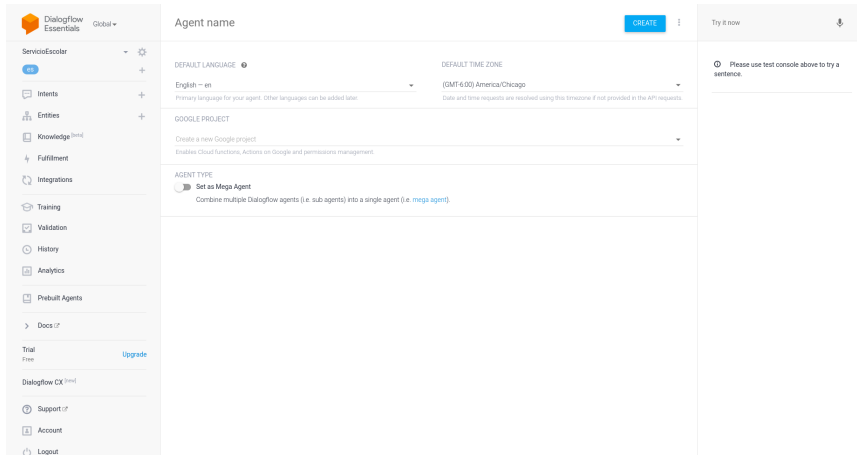 Dialogflow
Essentials
Global
ServicioEscolar
es
+
Intents
+
Entities
+
Knowledge [beta]
Fulfillment
Integrations
Training
Validation
History
Analytics
Prebuilt Agents
Docs
Trial
Free
Upgrade
Dialogflow CX [new]
Support
Account
Logout
Agent name
CREATE
DEFAULT LANGUAGE
DEFAULT TIME ZONE
English — en
(GMT-6:00) America/Chicago
Primary language for your agent. Other languages can be added later.
Date and time requests are resolved using this timezone if not provided in the API requests.
GOOGLE PROJECT
Create a new Google project
Enables Cloud functions, Actions on Google and permissions management.
AGENT TYPE
Set as Mega Agent
Combine multiple Dialogflow agents (i.e. sub agents) into a single agent (i.e. mega agent).
Try it now
Please use test console above to try a
sentence.